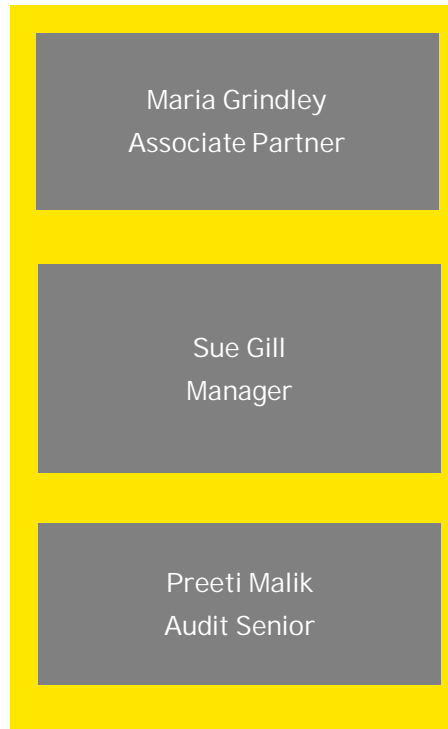 Maria Grindley
Associate Partner
Sue Gill
Manager
Preeti Malik
Audit Senior